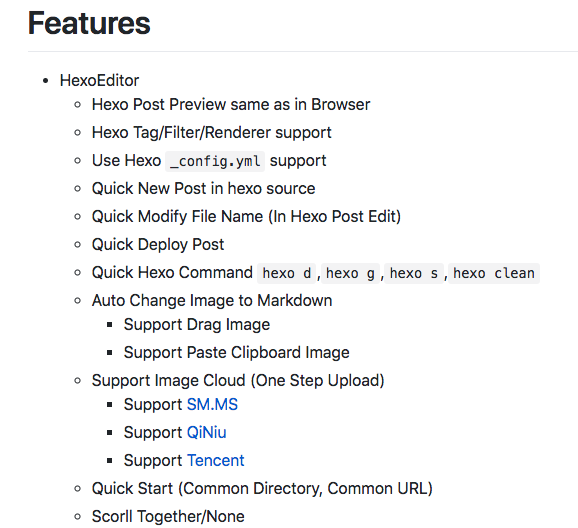 Features
HexoEditor
Hexo Post Preview same as in Browser
Hexo Tag/Filter/Renderer support
Use Hexo _config.yml support
Quick New Post in hexo source
Quick Modify File Name (In Hexo Post Edit)
Quick Deploy Post
Quick Hexo Command hexo d , hexo g , hexo s , hexo clean
Auto Change Image to Markdown
Support Drag Image
Support Paste Clipboard Image
Support Image Cloud (One Step Upload)
Support SM.MS
Support QiNiu
Support Tencent
Quick Start (Common Directory, Common URL)
Scorll Together/None